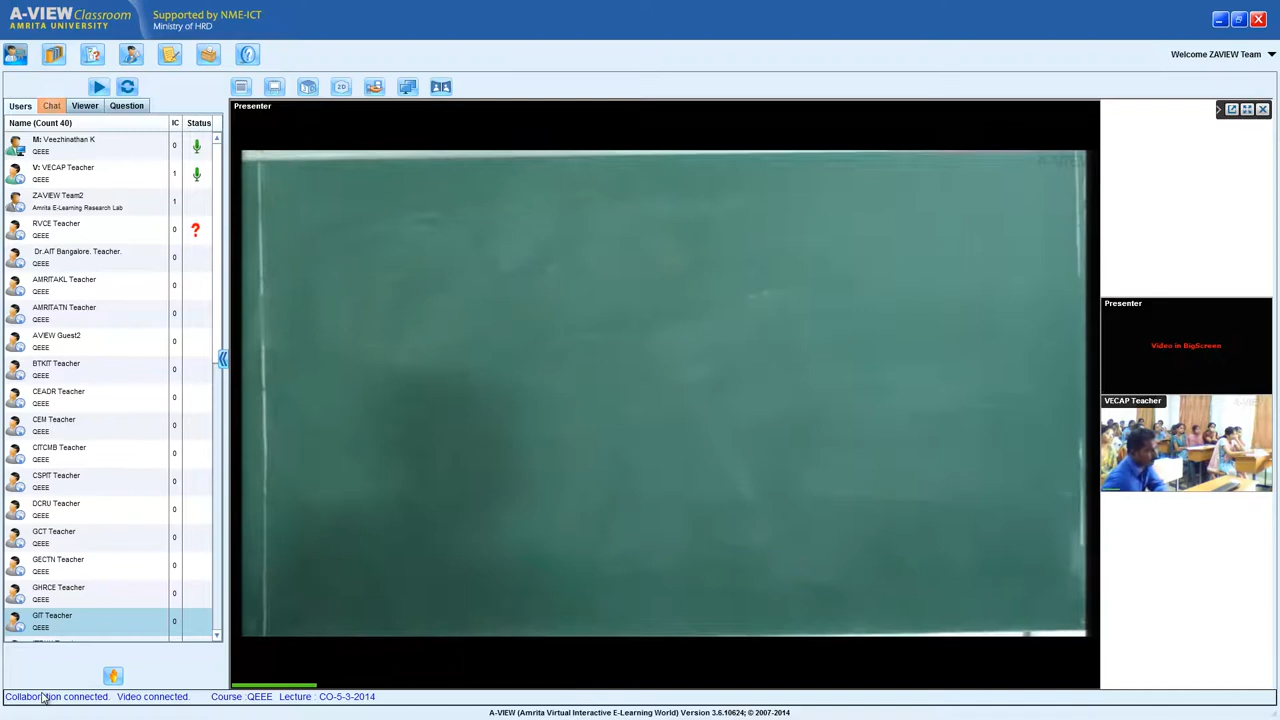 A-VIEW Classroom
AMRITA UNIVERSITY
Supported by NME-ICT
Ministry of HRD
Welcome ZAVIEW Team
2D
Users Chat Viewer Question
Name (Count 40) IC Status
M: Veezhinathan K 0
QEEE
V: VECAP Teacher 1
QEEE
ZAVIEW Team2 1
Amrita E-Learning Research Lab
RVCE Teacher 0 ?
QEEE
Dr.AIT Bangalore. Teacher. 0
QEEE
AMRITAKL Teacher 0
QEEE
AMRITATN Teacher 0
QEEE
AVIEW Guest2 0
QEEE
BTKIT Teacher 0
QEEE
CEADR Teacher 0
QEEE
CEM Teacher 0
QEEE
CITCMB Teacher 0
QEEE
CSPIT Teacher 0
QEEE
DCRU Teacher 0
QEEE
GCT Teacher 0
QEEE
GECTN Teacher 0
QEEE
GHRCE Teacher 0
QEEE
GIT Teacher 0
QEEE
Presenter
Presenter
Video in BigScreen
VECAP Teacher
A-VIEW
Collaboration connected. Video connected. Course :QEEE Lecture : CO-5-3-2014
A-VIEW (Amrita Virtual Interactive E-Learning World) Version 3.6.10624; © 2007-2014